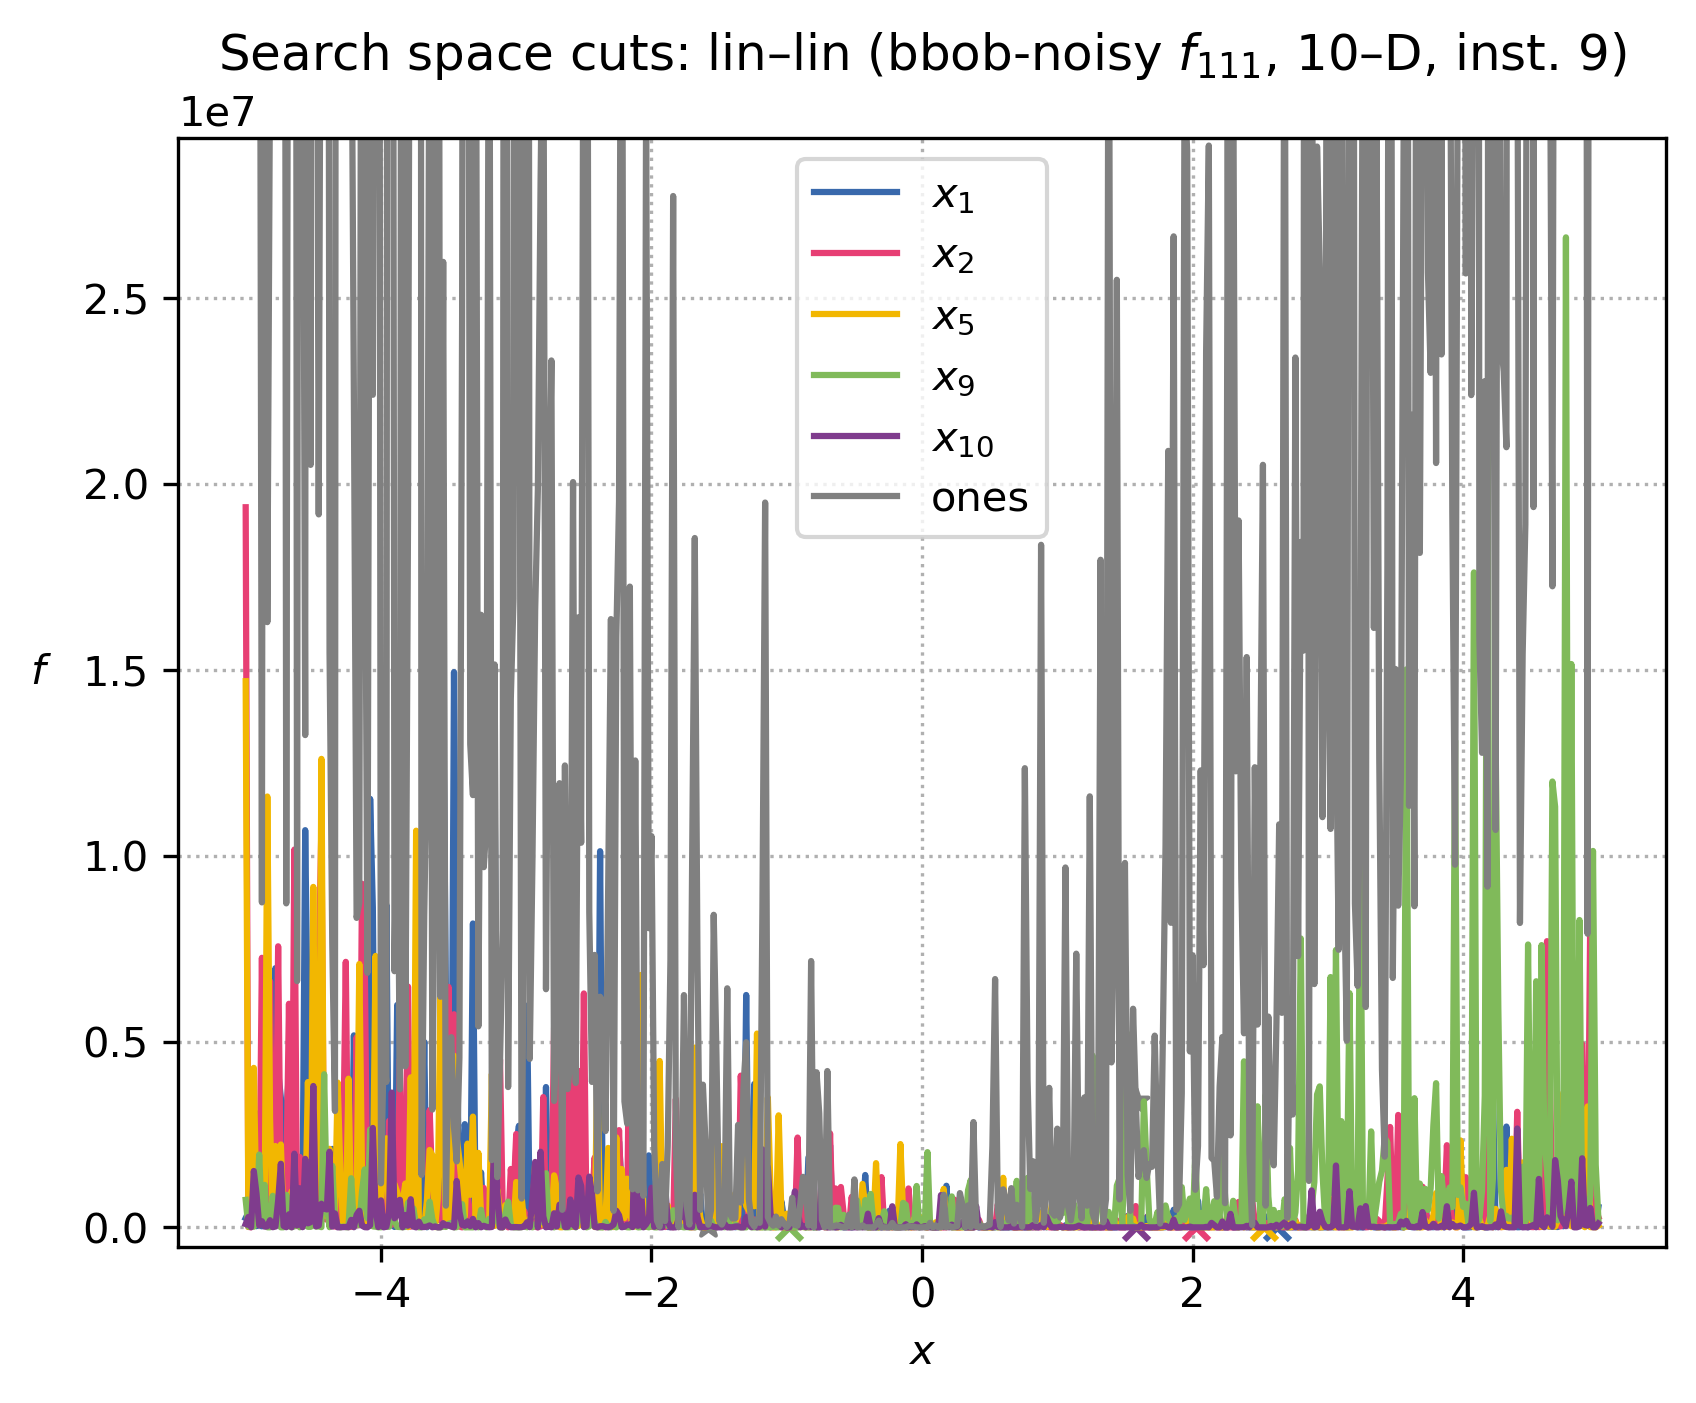 Search space cuts: lin–lin (bbob-noisy f₁₁₁, 10–D, inst. 9)
1e7
x₁
x₂
x₅
x₉
x₁₀
ones
2.5
2.0
1.5
1.0
0.5
0.0
f
−4 −2 0 2 4
x